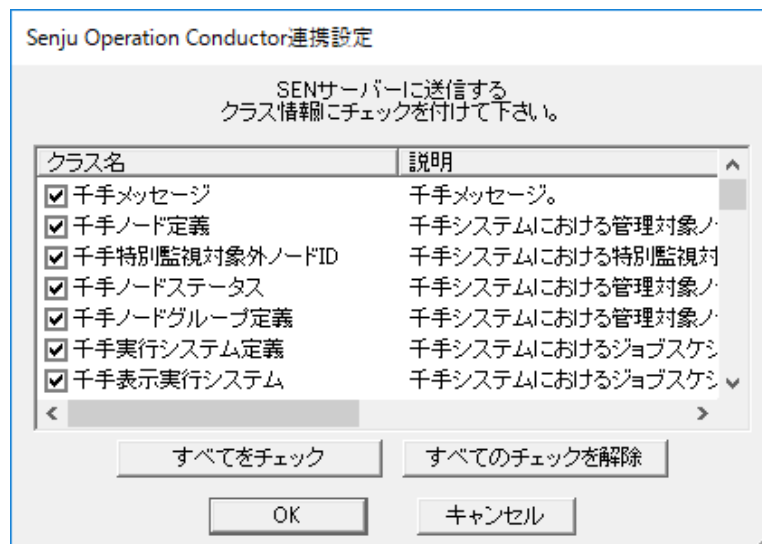 Senju Operation Conductor連携設定
SENサーバーに送信する
クラス情報にチェックを付けて下さい。
クラス名 説明
千手メッセージ 千手メッセージ。
千手ノード定義 千手システムにおける管理対象ノ
千手特別監視対象外ノードID 千手システムにおける特別監視対
千手ノードステータス 千手システムにおける管理対象ノ
千手ノードグループ定義 千手システムにおける管理対象ノ
千手実行システム定義 千手システムにおけるジョブスケジ
千手表示実行システム 千手システムにおけるジョブスケジ
すべてをチェック すべてのチェックを解除
OK キャンセル